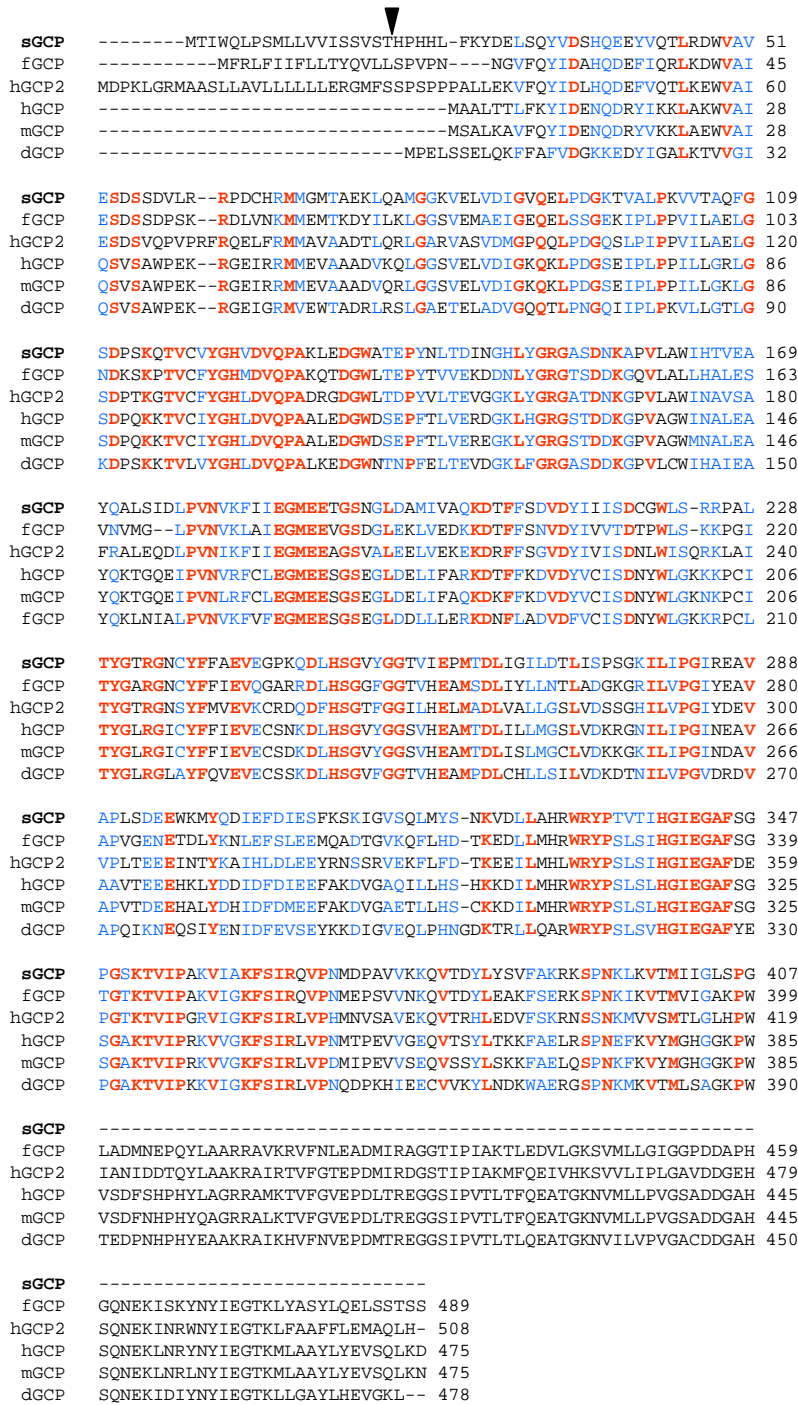 sGCP --------MTIWQLPSMLLVVISSVSTHPHHL-FKYDELSQYVDSHQEEYVQTLRDWVAV 51
fGCP -----------MFRLFIIFLLTYQVLLSPVPN----NGVFQYIDAHQDEFIQRLKDWVAI 45
hGCP2 MDPKLGRMAASLLAVLLLLLLERGMFSSPSPPPALLEKVFQYIDLHQDEFVQTLKEWVAI 60
hGCP --------------------------------MAALTTLFKYIDENQDRYIKKLAKWVAI 28
mGCP --------------------------------MSALKAVFQYIDENQDRYVKKLAEWVAI 28
dGCP ----------------------------MPELSSELQKFFAFVDGKKEDYIGALKTVVGI 32
sGCP ESDSSDVLR--RPDCHRMMGMTAEKLQAMGGKVELVDIGVQELPDGKTVALPKVVTAQFG 109
fGCP ESDSSDPSK--RDLVNKMMEMTKDYILKLGGSVEMAEIGEQELSSGEKIPLPPVILAELG 103
hGCP2 ESDSVQPVPRFRQELFRMMAVAADTLQRLGARVASVDMGPQQLPDGQSLPIPPVILAELG 120
hGCP QSVSAWPEK--RGEIRRMMEVAAADVKQLGGSVELVDIGKQKLPDGSEIPLPPILLGRLG 86
mGCP QSVSAWPEK--RGEIRRMMEVAAADVQRLGGSVELVDIGKQKLPDGSEIPLPPILLGKLG 86
dGCP QSVSAWPEK--RGEIGRMVEWTADRLRSLGAETELADVGQQTLPNGQIIPLPKVLLGTLG 90
sGCP SDPSKQTVCVYGHVDVQPAKLEDGWATEPYNLTDINGHLYGRGASDNKAPVLAWIHTVEA 169
fGCP NDKSKPTVCFYGHMDVQPAKQTDGWLTEPYTVVEKDDNLYGRGTSDDKGQVLALLHALES 163
hGCP2 SDPTKGTVCFYGHLDVQPADRGDGWLTDPYVLTEVGGKLYGRGATDNKGPVLAWINAVSA 180
hGCP SDPQKKTVCIYGHLDVQPAALEDGWDSEPFTLVERDGKLHGRGSTDDKGPVAGWINALEA 146
mGCP SDPQKKTVCIYGHLDVQPAALEDGWDSEPFTLVEREGKLYGRGSTDDKGPVAGWMNALEA 146
dGCP KDPSKKTVLVYGHLDVQPALKEDGWNTNPFELTEVDGKLFGRGASDDKGPVLCWIHAIEA 150
sGCP YQALSIDLPVNVKFIIEGMEETGSNGLDAMIVAQKDTFFSDVDYIIISDCGWLS-RRPAL 228
fGCP VNVMG--LPVNVKLAIEGMEEVGSDGLEKLVEDKKDTFFSNVDYIVVTDTPWLS-KKPGI 220
hGCP2 FRALEQDLPVNIKFIIEGMEEAGSVALEELVEKEKDRFFSGVDYIVISDNLWISQRKLAI 240
hGCP YQKTGQEIPVNVRFCLEGMEESGSEGLDELIFARKDTFFKDVDYVCISDNYWLGKKKPCI 206
mGCP YQKTGQEIPVNLRFCLEGMEESGSEGLDELIFAQKDKFFKDVDYVCISDNYWLGKNKPCI 206
fGCP YQKLNIALPVNVKFVFEGMEESGSEGLDDLLLERKDNFLADVDFVCISDNYWLGKKRPCL 210
sGCP TYGTRGNCYFFAEVEGPKQDLHSGVYGGTVIEPMTDLIGILDTLISPSGKILIPGIREAV 288
fGCP TYGARGNCYFFIEVQGARRDLHSGGFGGTVHEAMSDLIYLLNTLADGKGRILVPGIYEAV 280
hGCP2 TYGTRGNSYFMVEVKCRDQDFHSGTFGGILHELMADLVALLGSLVDSSGHILVPGIYDEV 300
hGCP TYGLRGICYFFIEVECSNKDLHSGVYGGSVHEAMTDLILLMGSLVDKRGNILIPGINEAV 266
mGCP TYGLRGICYFFIEVECSDKDLHSGVYGGSVHEAMTDLISLMGCLVDKKGKILIPGINDAV 266
dGCP TYGLRGLAYFQVEVECSSKDLHSGVFGGTVHEAMPDLCHLLSILVDKDTNILVPGVDRDV 270
sGCP APLSDEEWKMYQDIEFDIESFKSKIGVSQLMYS-NKVDLLAHRWRYPTVTIHGIEGAFSG 347
fGCP APVGENETDLYKNLEFSLEEMQADTGVKQFLHD-TKEDLLMHRWRYPSLSIHGIEGAFSG 339
hGCP2 VPLTEEEINTYKAIHLDLEEYRNSSRVEKFLFD-TKEEILMHLWRYPSLSIHGIEGAFDE 359
hGCP AAVTEEEHKLYDDIDFDIEEFAKDVGAQILLHS-HKKDILMHRWRYPSLSLHGIEGAFSG 325
mGCP APVTDEEHALYDHIDFDMEEFAKDVGAETLLHS-CKKDILMHRWRYPSLSLHGIEGAFSG 325
dGCP APQIKNEQSIYENIDFEVSEYKKDIGVEQLPHNGDKTRLLQARWRYPSLSVHGIEGAFYE 330
sGCP PGSKTVIPAKVIAKFSIRQVPNMDPAVVKKQVTDYLYSVFAKRKSPNKLKVTMIIGLSPG 407
fGCP TGTKTVIPAKVIGKFSIRQVPNMEPSVVNKQVTDYLEAKFSERKSPNKIKVTMVIGAKPW 399
hGCP2 PGTKTVIPGRVIGKFSIRLVPHMNVSAVEKQVTRHLEDVFSKRNSSNKMVVSMTLGLHPW 419
hGCP SGAKTVIPRKVVGKFSIRLVPNMTPEVVGEQVTSYLTKKFAELRSPNEFKVYMGHGGKPW 385
mGCP SGAKTVIPRKVVGKFSIRLVPDMIPEVVSEQVSSYLSKKFAELQSPNKFKVYMGHGGKPW 385
dGCP PGAKTVIPKKVIGKFSIRLVPNQDPKHIEECVVKYLNDKWAERGSPNKMKVTMLSAGKPW 390
sGCP ------------------------------------------------------------
fGCP LADMNEPQYLAARRAVKRVFNLEADMIRAGGTIPIAKTLEDVLGKSVMLLGIGGPDDAPH 459
hGCP2 IANIDDTQYLAAKRAIRTVFGTEPDMIRDGSTIPIAKMFQEIVHKSVVLIPLGAVDDGEH 479
hGCP VSDFSHPHYLAGRRAMKTVFGVEPDLTREGGSIPVTLTFQEATGKNVMLLPVGSADDGAH 445
mGCP VSDFNHPHYQAGRRALKTVFGVEPDLTREGGSIPVTLTFQEATGKNVMLLPVGSADDGAH 445
dGCP TEDPNHPHYEAAKRAIKHVFNVEPDMTREGGSIPVTLTLQEATGKNVILVPVGACDDGAH 450
sGCP ------------------------------
fGCP GQNEKISKYNYIEGTKLYASYLQELSSTSS 489
hGCP2 SQNEKINRWNYIEGTKLFAAFFLEMAQLH- 508
hGCP SQNEKLNRYNYIEGTKMLAAYLYEVSQLKD 475
mGCP SQNEKLNRLNYIEGTKMLAAYLYEVSQLKN 475
dGCP SQNEKIDIYNYIEGTKLLGAYLHEVGKL-- 478